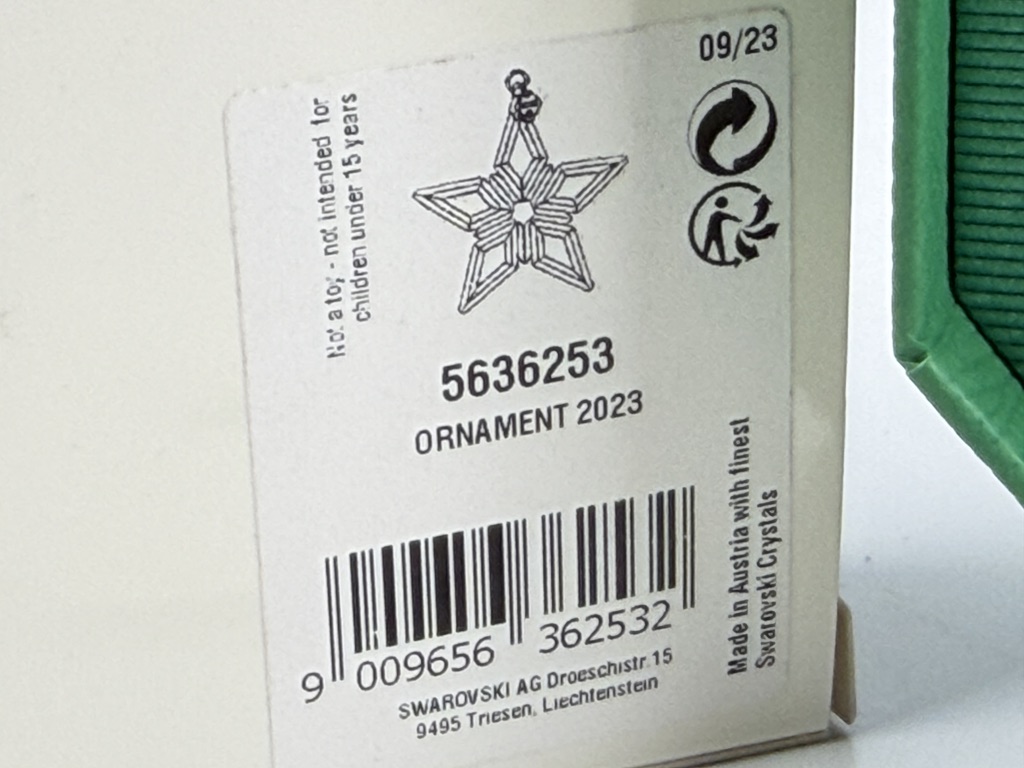 09/23
Not a toy - not intended for
children under 15 years
5636253
ORNAMENT 2023
Made in Austria with finest
Swarovski Crystals
9 009656 362532
SWAROVSKI AG Droeschistr.15
9495 Triesen, Liechtenstein